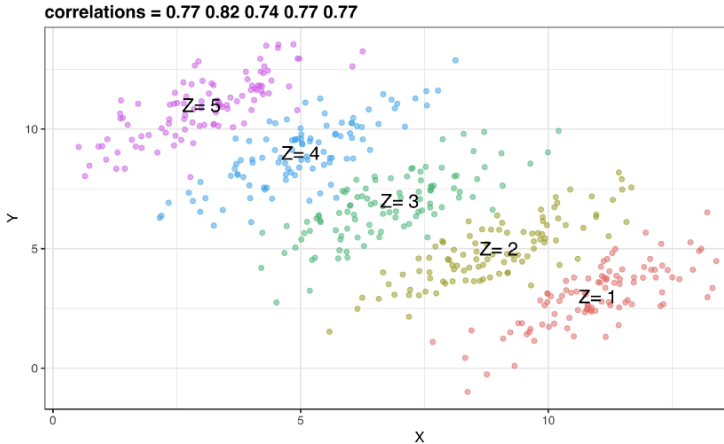 correlations = 0.77 0.82 0.74 0.77 0.77
Z= 5
10
Z= 4
Z= 3
Y
5
Z= 2
Z= 1
0
0 5 10
X